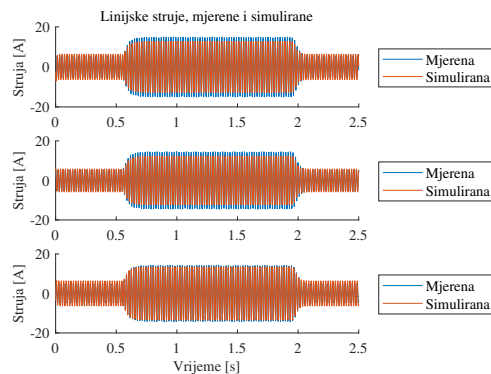 Linijske struje, mjerene i simulirane
Struja [A]
20
0
-20
0 0.5 1 1.5 2 2.5
Mjerena
Simulirana
Struja [A]
20
0
-20
0 0.5 1 1.5 2 2.5
Mjerena
Simulirana
Struja [A]
20
0
-20
0 0.5 1 1.5 2 2.5
Vrijeme [s]
Mjerena
Simulirana